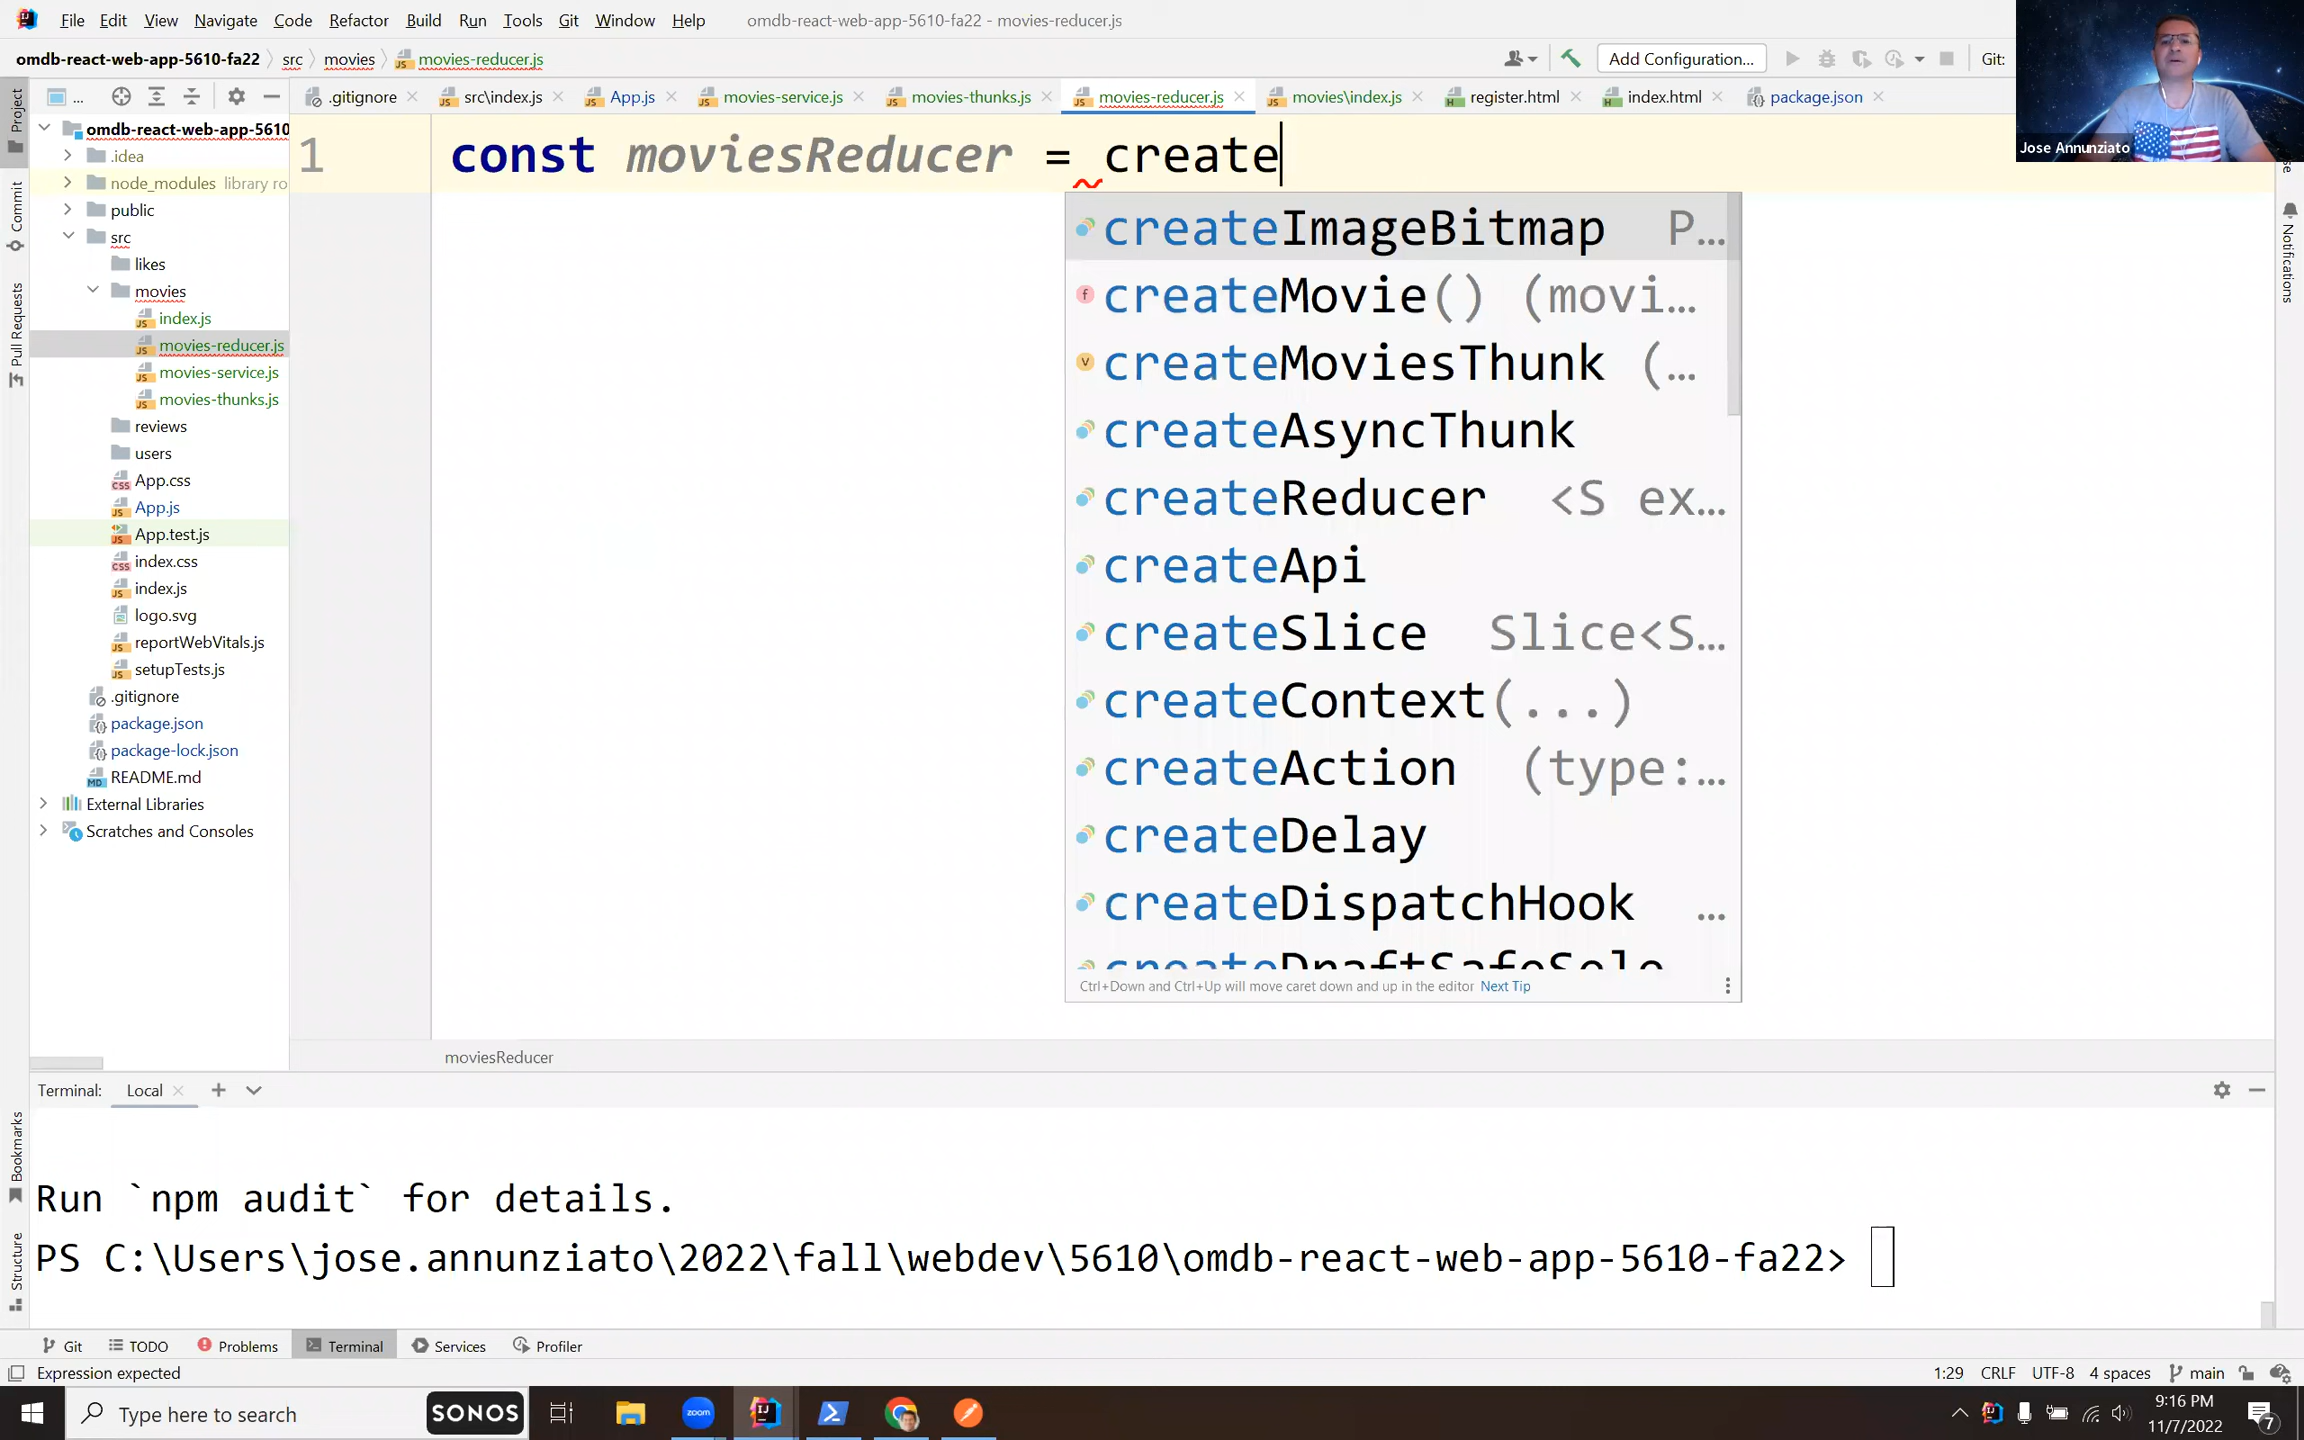 File Edit View Navigate Code Refactor Build Run Tools Git Window Help omdb-react-web-app-5610-fa22 - movies-reducer.js
omdb-react-web-app-5610-fa22 src movies movies-reducer.js Add Configuration... Git:
Project ... .gitignore src\index.js App.js movies-service.js movies-thunks.js movies-reducer.js movies\index.js register.html index.html package.json
Jose Annunziato
omdb-react-web-app-5610
.idea
node_modules library ro
public
src
likes
movies
index.js
movies-reducer.js
movies-service.js
movies-thunks.js
reviews
users
App.css
App.js
App.test.js
index.css
index.js
logo.svg
reportWebVitals.js
setupTests.js
.gitignore
package.json
package-lock.json
README.md
External Libraries
Scratches and Consoles
Commit
Pull Requests
Bookmarks
Structure
Notifications
1 const moviesReducer = create
createImageBitmap P...
createMovie() (movi...
createMoviesThunk (...
createAsyncThunk
createReducer <S ex...
createApi
createSlice Slice<S...
createContext(...)
createAction (type:...
createDelay
createDispatchHook ...
createDraftSafeSele
Ctrl+Down and Ctrl+Up will move caret down and up in the editor Next Tip
moviesReducer
Terminal: Local
Run `npm audit` for details.
PS C:\Users\jose.annunziato\2022\fall\webdev\5610\omdb-react-web-app-5610-fa22>
Git TODO Problems Terminal Services Profiler
Expression expected 1:29 CRLF UTF-8 4 spaces main
Type here to search SONOS zoom 9:16 PM
11/7/2022 7